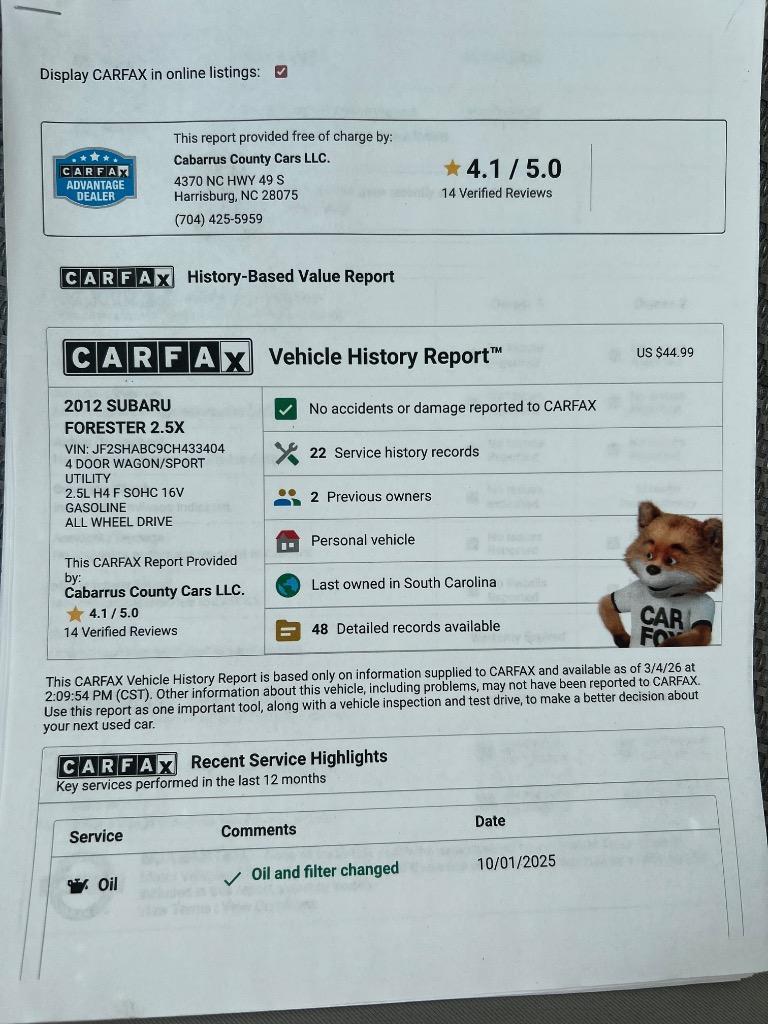 Display CARFAX in online listings:
This report provided free of charge by:
CARFAX
ADVANTAGE
DEALER
Cabarrus County Cars LLC.
4370 NC HWY 49 S
Harrisburg, NC 28075
(704) 425-5959
4.1 / 5.0
14 Verified Reviews
CARFAX History-Based Value Report
CARFAX Vehicle History Report™ US $44.99
2012 SUBARU
FORESTER 2.5X
VIN: JF2SHABC9CH433404
4 DOOR WAGON/SPORT
UTILITY
2.5L H4 F SOHC 16V
GASOLINE
ALL WHEEL DRIVE
This CARFAX Report Provided
by:
Cabarrus County Cars LLC.
4.1 / 5.0
14 Verified Reviews
No accidents or damage reported to CARFAX
22 Service history records
2 Previous owners
Personal vehicle
Last owned in South Carolina
48 Detailed records available
CAR
FOX
This CARFAX Vehicle History Report is based only on information supplied to CARFAX and available as of 3/4/26 at
2:09:54 PM (CST). Other information about this vehicle, including problems, may not have been reported to CARFAX.
Use this report as one important tool, along with a vehicle inspection and test drive, to make a better decision about
your next used car.
CARFAX Recent Service Highlights
Key services performed in the last 12 months
Service Comments Date
Oil Oil and filter changed 10/01/2025